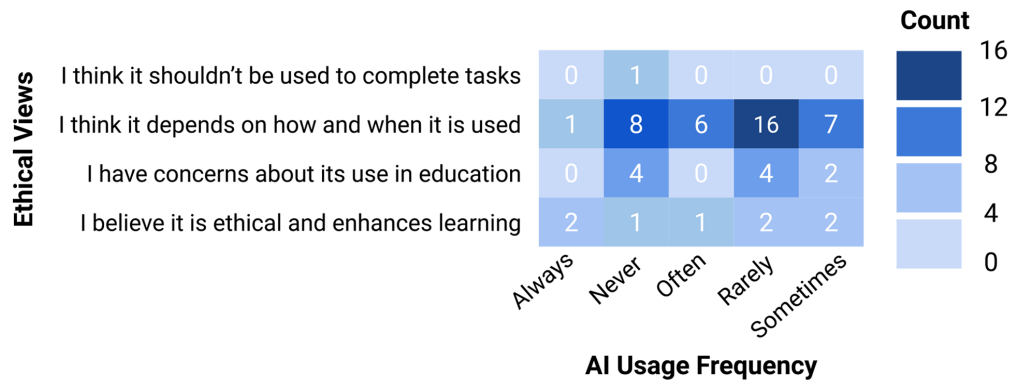 Count
16
12
8
4
0
Ethical Views
I think it shouldn’t be used to complete tasks 0 1 0 0 0
I think it depends on how and when it is used 1 8 6 16 7
I have concerns about its use in education 0 4 0 4 2
I believe it is ethical and enhances learning 2 1 1 2 2
Always Never Often Rarely Sometimes
AI Usage Frequency